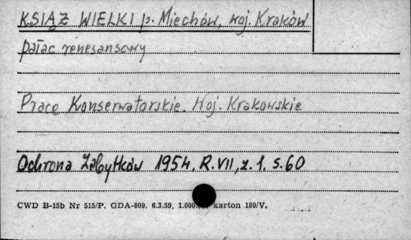 KSIĄŻ WIELKI p. Miechów, woj. Kraków
pałac renesansowy
Prace Konserwatorskie. Woj. Krakowskie
Ochrona Zabytków 1954, R.VII, z.1, s.60
CWD B-15b Nr 515/P. GDA-809. 6.3.59, 1.000. karton 180/V.